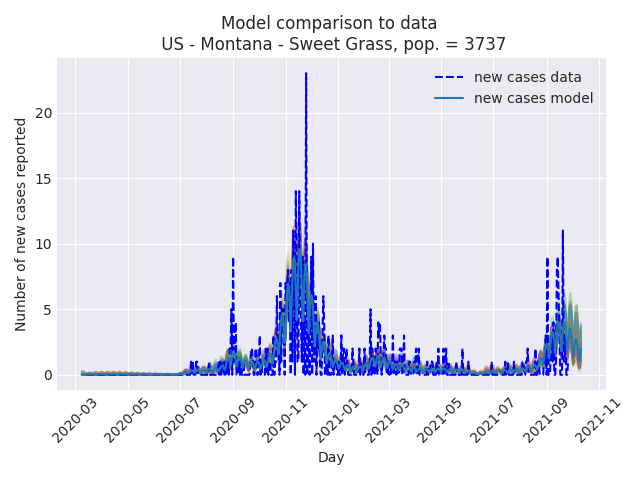 Model comparison to data
US - Montana - Sweet Grass, pop. = 3737
new cases data
new cases model
Number of new cases reported
20
15
10
5
0
2020-03
2020-05
2020-07
2020-09
2020-11
2021-01
2021-03
2021-05
2021-07
2021-09
2021-11
Day